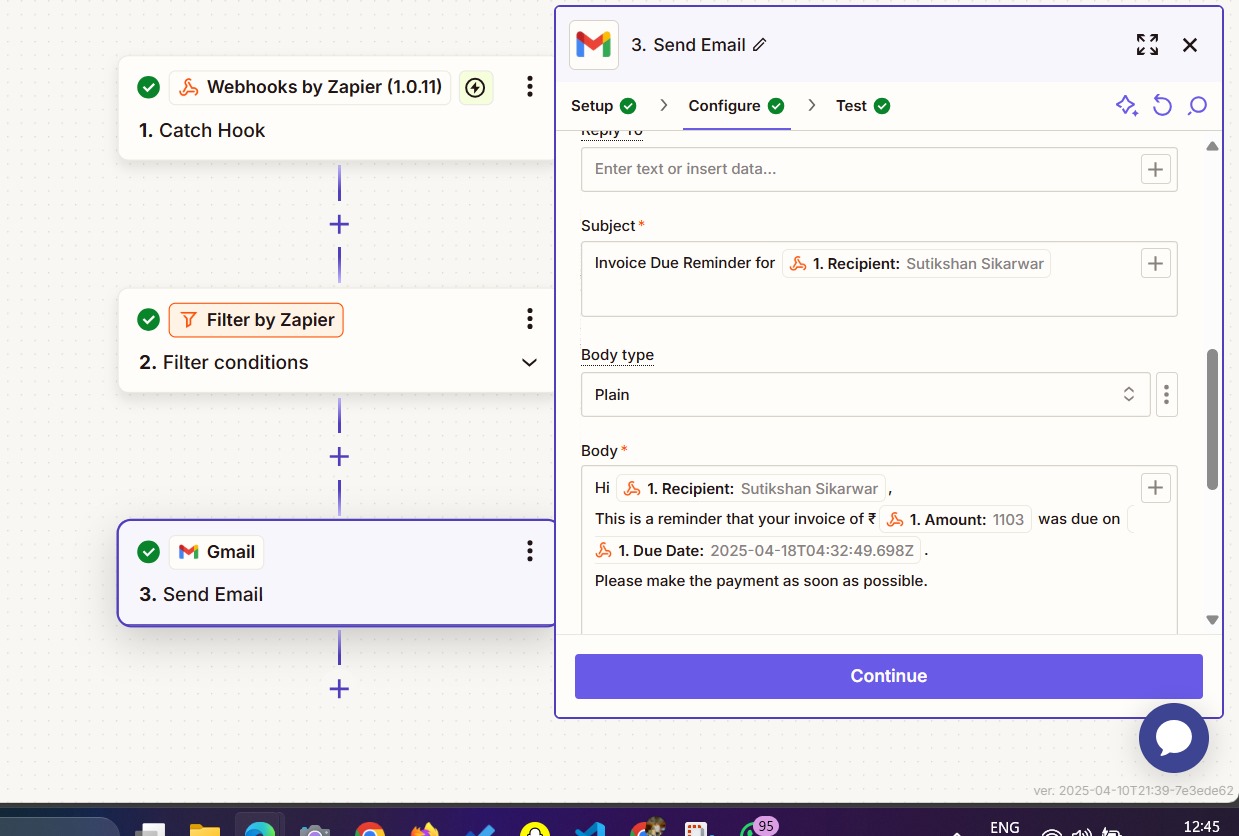 Webhooks by Zapier (1.0.11)
1. Catch Hook
Filter by Zapier
2. Filter conditions
Gmail
3. Send Email
3. Send Email
Setup
Configure
Test
Reply To
Enter text or insert data...
Subject*
Invoice Due Reminder for 1. Recipient: Sutikshan Sikarwar
Body type
Plain
Body*
Hi 1. Recipient: Sutikshan Sikarwar ,
This is a reminder that your invoice of ₹ 1. Amount: 1103 was due on
1. Due Date: 2025-04-18T04:32:49.698Z .
Please make the payment as soon as possible.
Continue
ver. 2025-04-10T21:39-7e3ede62
95
ENG
12:45